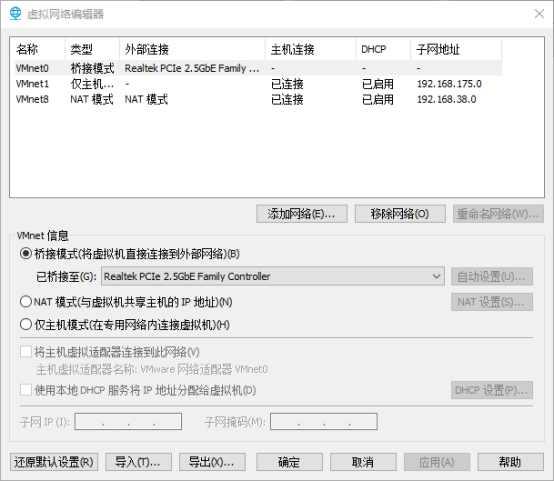 虚拟网络编辑器
名称 类型 外部连接 主机连接 DHCP 子网地址
VMnet0 桥接模式 Realtek PCIe 2.5GbE Family ... - - -
VMnet1 仅主机... - 已连接 已启用 192.168.175.0
VMnet8 NAT 模式 NAT 模式 已连接 已启用 192.168.38.0
添加网络(E)... 移除网络(O) 重命名网络(W)...
VMnet 信息
桥接模式(将虚拟机直接连接到外部网络)(B)
已桥接至(G): Realtek PCIe 2.5GbE Family Controller 自动设置(U)...
NAT 模式(与虚拟机共享主机的 IP 地址)(N) NAT 设置(S)...
仅主机模式(在专用网络内连接虚拟机)(H)
将主机虚拟适配器连接到此网络(V)
主机虚拟适配器名称: VMware 网络适配器 VMnet0
使用本地 DHCP 服务将 IP 地址分配给虚拟机(D) DHCP 设置(P)...
子网 IP (I): . . . 子网掩码(M): . . .
还原默认设置(R) 导入(T)... 导出(X)... 确定 取消 应用(A) 帮助